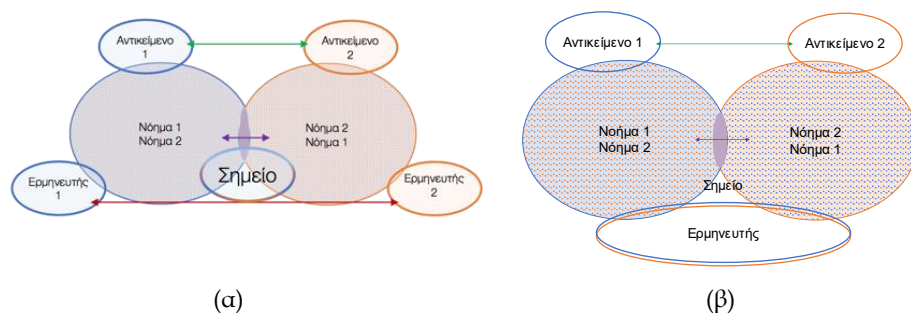 Αντικείμενο
1
Αντικείμενο
2
Νόημα 1
Νόημα 2
Νόημα 2
Νόημα 1
Ερμηνευτής
1
Σημείο
Ερμηνευτής
2
(α)
Αντικείμενο 1
Αντικείμενο 2
Νοήμα 1
Νόημα 2
Νόημα 2
Νόημα 1
Σημείο
Ερμηνευτής
(β)